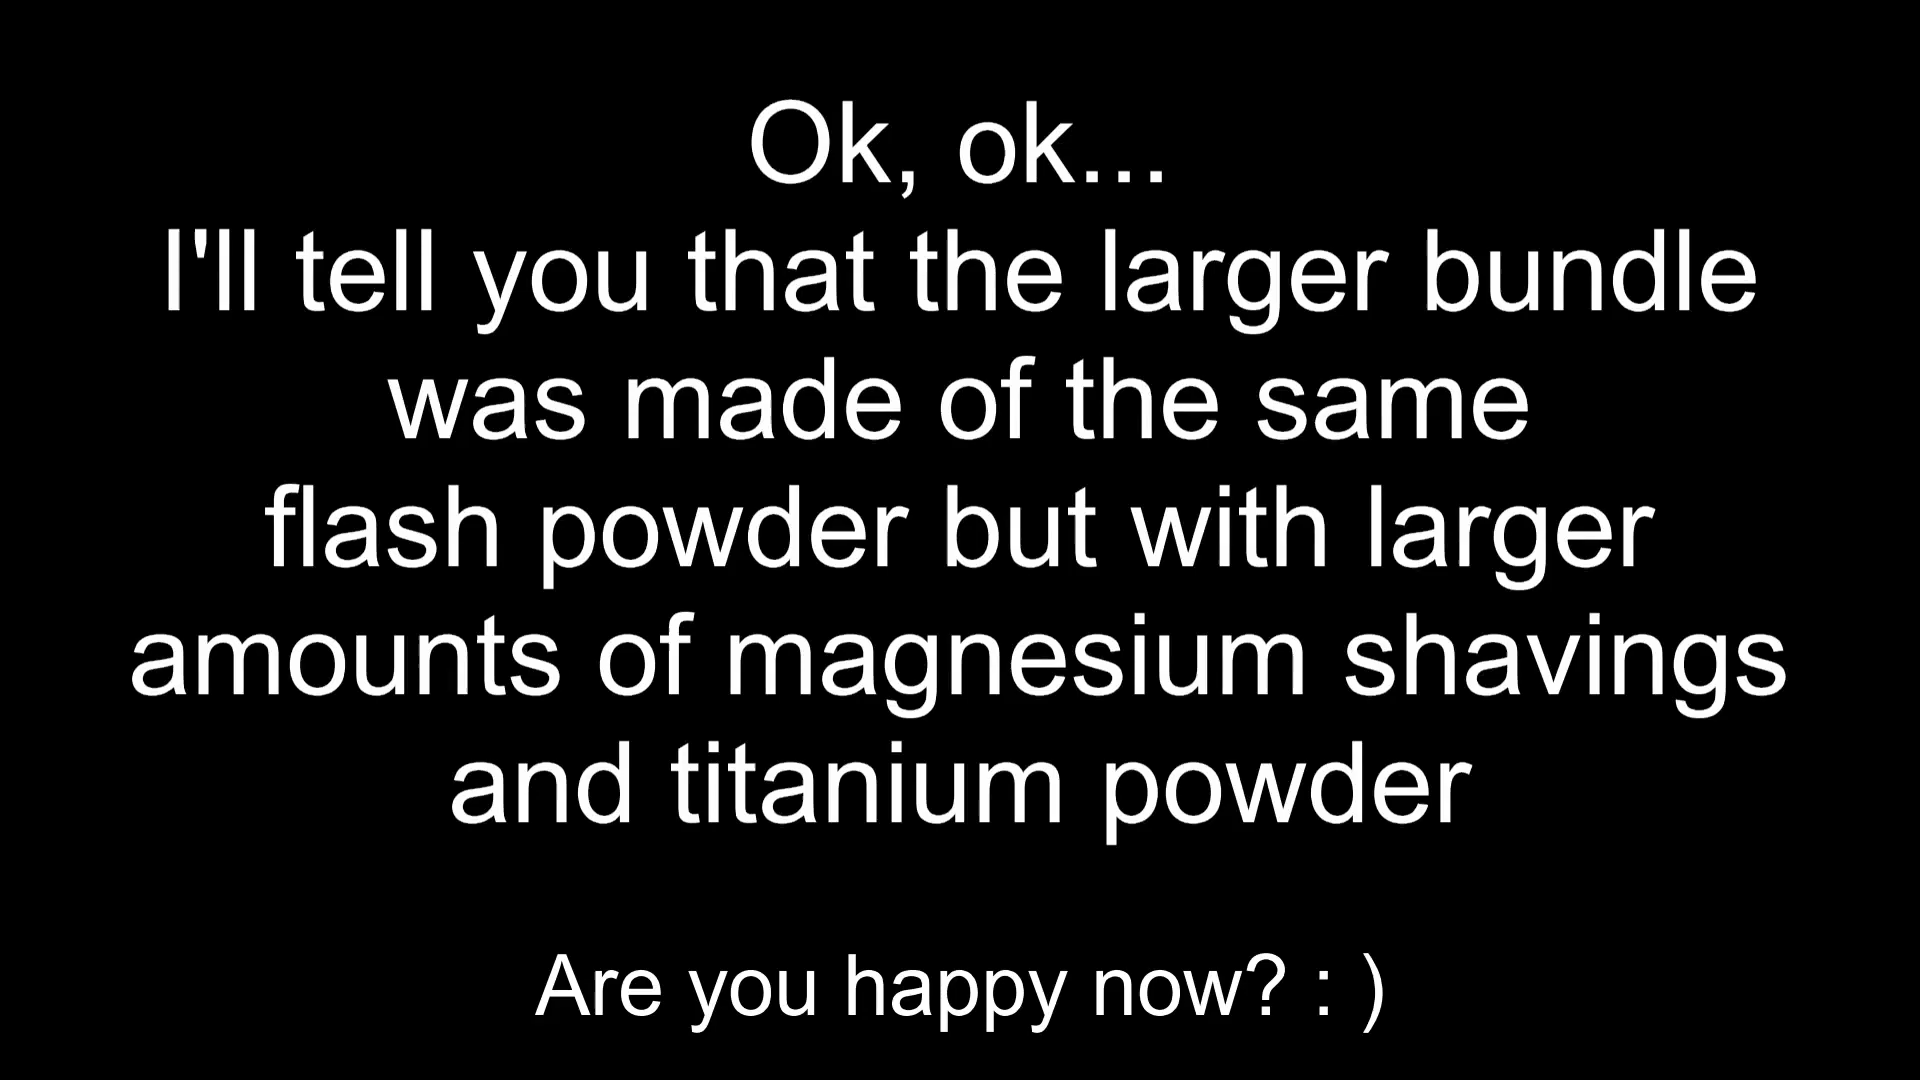 Ok, ok...
I'll tell you that the larger bundle
was made of the same
flash powder but with larger
amounts of magnesium shavings
and titanium powder
Are you happy now? : )